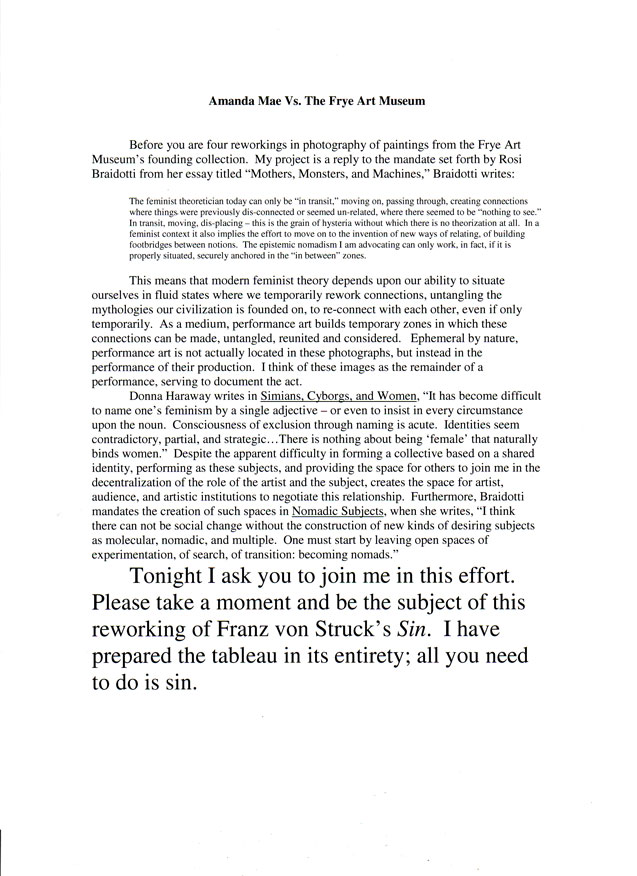 Amanda Mae Vs. The Frye Art Museum
Before you are four reworkings in photography of paintings from the Frye Art
Museum's founding collection.  My project is a reply to the mandate set forth by Rosi
Braidotti from her essay titled "Mothers, Monsters, and Machines," Braidotti writes:
The feminist theoretician today can only be "in transit," moving on, passing through, creating connections
where things were previously dis-connected or seemed un-related, where there seemed to be "nothing to see."
In transit, moving, dis-placing – this is the grain of hysteria without which there is no theorization at all.  In a
feminist context it also implies the effort to move on to the invention of new ways of relating, of building
footbridges between notions.  The epistemic nomadism I am advocating can only work, in fact, if it is
properly situated, securely anchored in the "in between" zones.
This means that modern feminist theory depends upon our ability to situate
ourselves in fluid states where we temporarily rework connections, untangling the
mythologies our civilization is founded on, to re-connect with each other, even if only
temporarily.  As a medium, performance art builds temporary zones in which these
connections can be made, untangled, reunited and considered.   Ephemeral by nature,
performance art is not actually located in these photographs, but instead in the
performance of their production.  I think of these images as the remainder of a
performance, serving to document the act.
Donna Haraway writes in Simians, Cyborgs, and Women, "It has become difficult
to name one's feminism by a single adjective – or even to insist in every circumstance
upon the noun.  Consciousness of exclusion through naming is acute.  Identities seem
contradictory, partial, and strategic…There is nothing about being 'female' that naturally
binds women."  Despite the apparent difficulty in forming a collective based on a shared
identity, performing as these subjects, and providing the space for others to join me in the
decentralization of the role of the artist and the subject, creates the space for artist,
audience, and artistic institutions to negotiate this relationship.  Furthermore, Braidotti
mandates the creation of such spaces in Nomadic Subjects, when she writes, "I think
there can not be social change without the construction of new kinds of desiring subjects
as molecular, nomadic, and multiple.  One must start by leaving open spaces of
experimentation, of search, of transition: becoming nomads."
Tonight I ask you to join me in this effort.
Please take a moment and be the subject of this
reworking of Franz von Struck's Sin.  I have
prepared the tableau in its entirety; all you need
to do is sin.